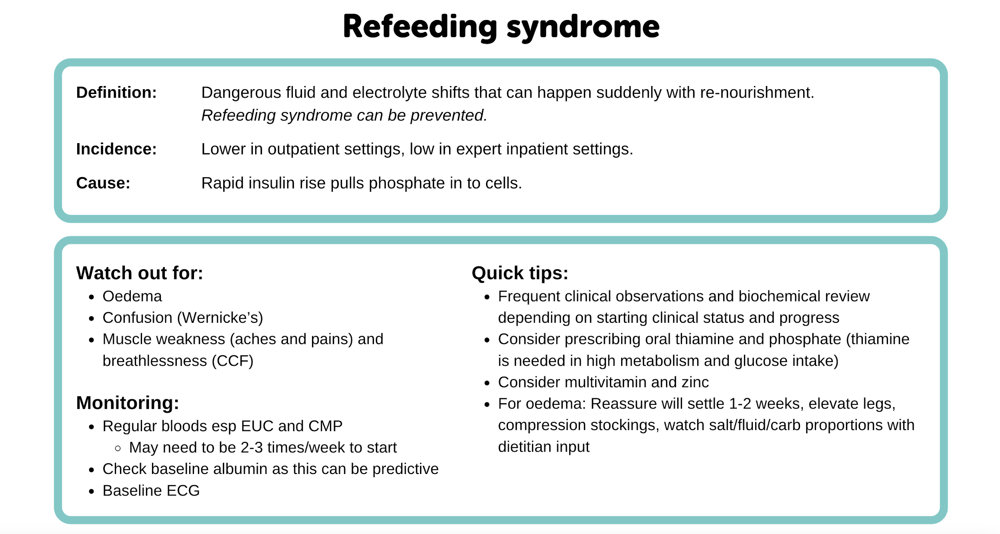 Refeeding syndrome
Definition: Dangerous fluid and electrolyte shifts that can happen suddenly with re-nourishment.
Refeeding syndrome can be prevented.
Incidence: Lower in outpatient settings, low in expert inpatient settings.
Cause: Rapid insulin rise pulls phosphate in to cells.
Watch out for:
• Oedema
• Confusion (Wernicke’s)
• Muscle weakness (aches and pains) and
breathlessness (CCF)
Monitoring:
• Regular bloods esp EUC and CMP
○ May need to be 2-3 times/week to start
• Check baseline albumin as this can be predictive
• Baseline ECG
Quick tips:
• Frequent clinical observations and biochemical review
depending on starting clinical status and progress
• Consider prescribing oral thiamine and phosphate (thiamine
is needed in high metabolism and glucose intake)
• Consider multivitamin and zinc
• For oedema: Reassure will settle 1-2 weeks, elevate legs,
compression stockings, watch salt/fluid/carb proportions with
dietitian input